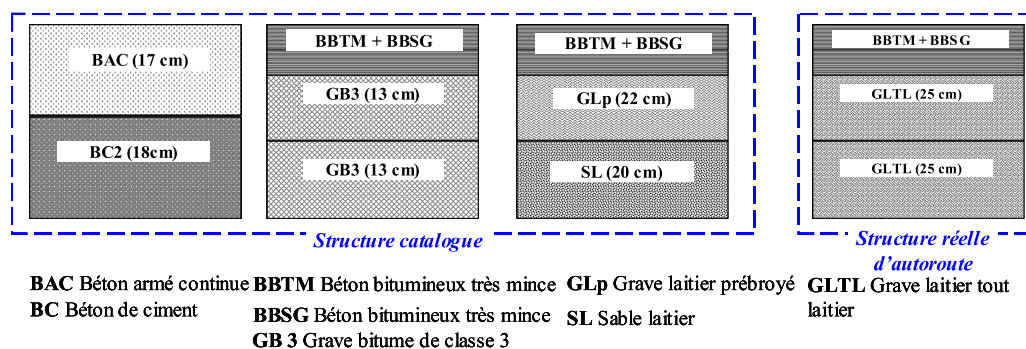 BAC (17 cm)
BC2 (18cm)
BBTM + BBSG
GB3 (13 cm)
GB3 (13 cm)
BBTM + BBSG
GLp (22 cm)
SL (20 cm)
BBTM + BBSG
GLTL (25 cm)
GLTL (25 cm)
Structure catalogue
Structure réelle
d'autoroute
BAC Béton armé continue
BC Béton de ciment
BBTM Béton bitumineux très mince
BBSG Béton bitumineux très mince
GB 3 Grave bitume de classe 3
GLp Grave laitier prébroyé
SL Sable laitier
GLTL Grave laitier tout
laitier